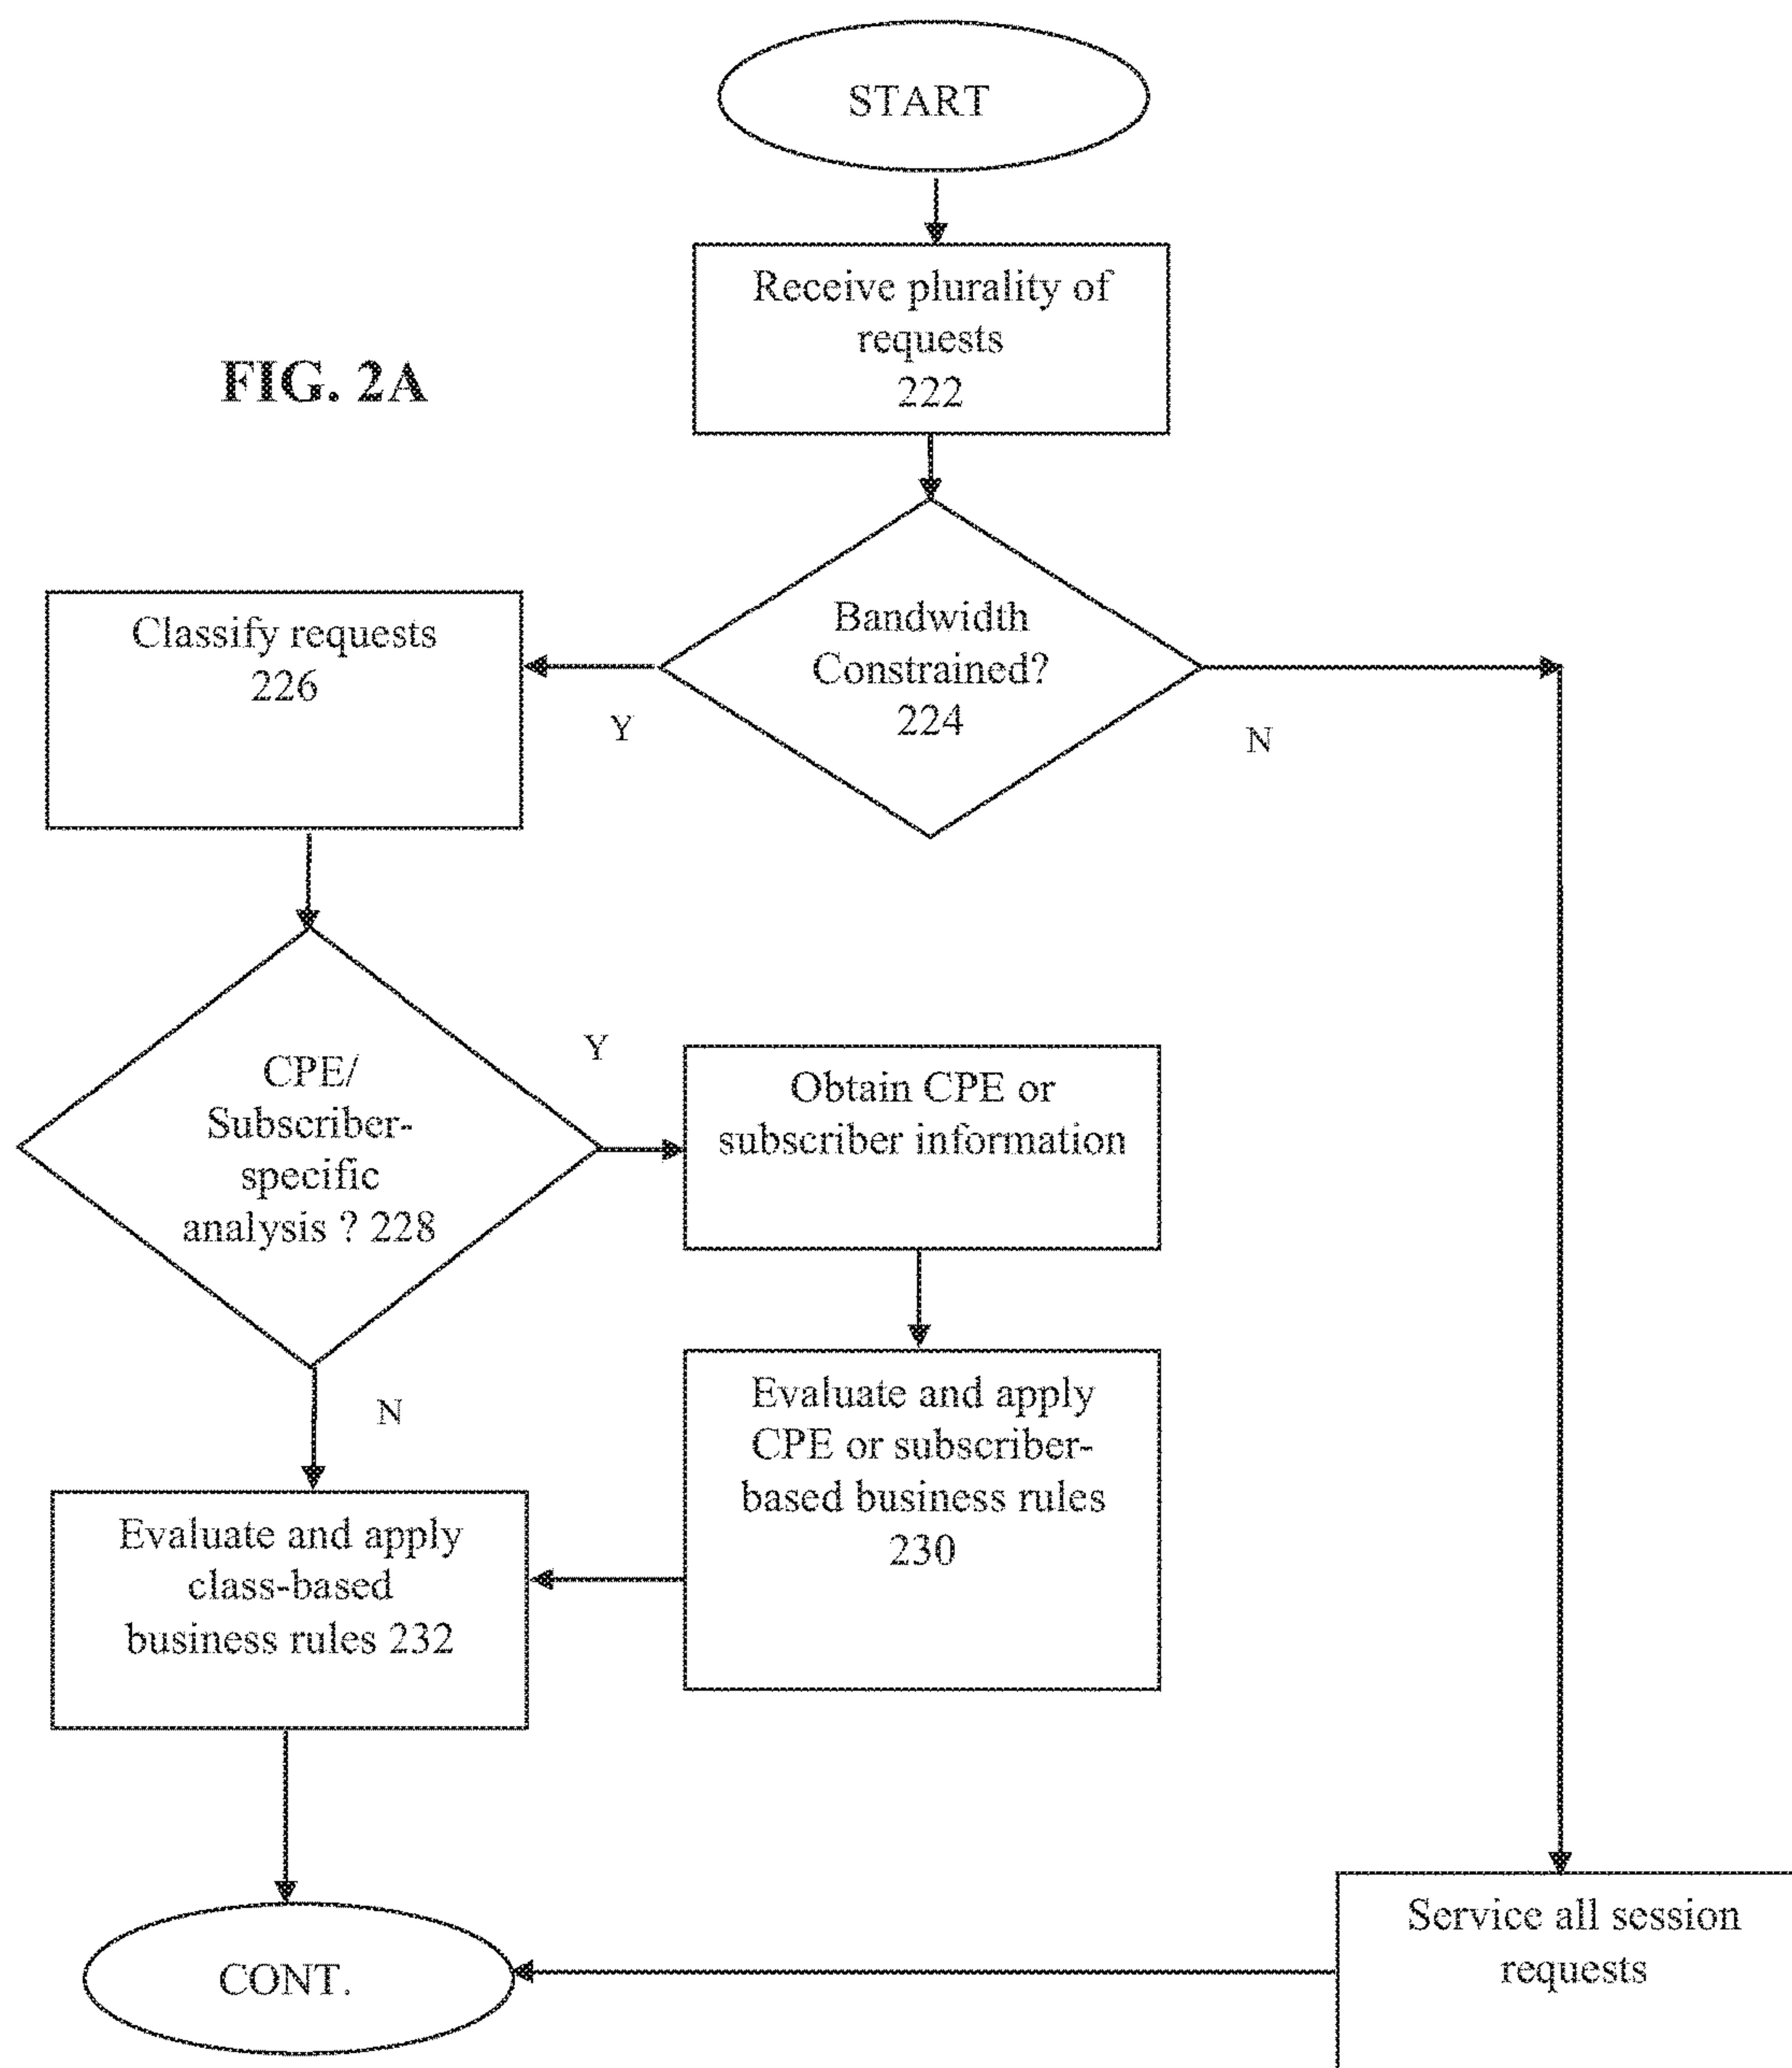 START
Receive plurality of
requests
222
FIG. 2A
Bandwidth
Constrained?
224
Classify requests
226
Y
N
CPE/
Subscriber-
specific
analysis ? 228
Y
Obtain CPE or
subscriber information
N
Evaluate and apply
CPE or subscriber-
based business rules
230
Evaluate and apply
class-based
business rules 232
Service all session
requests
CONT.